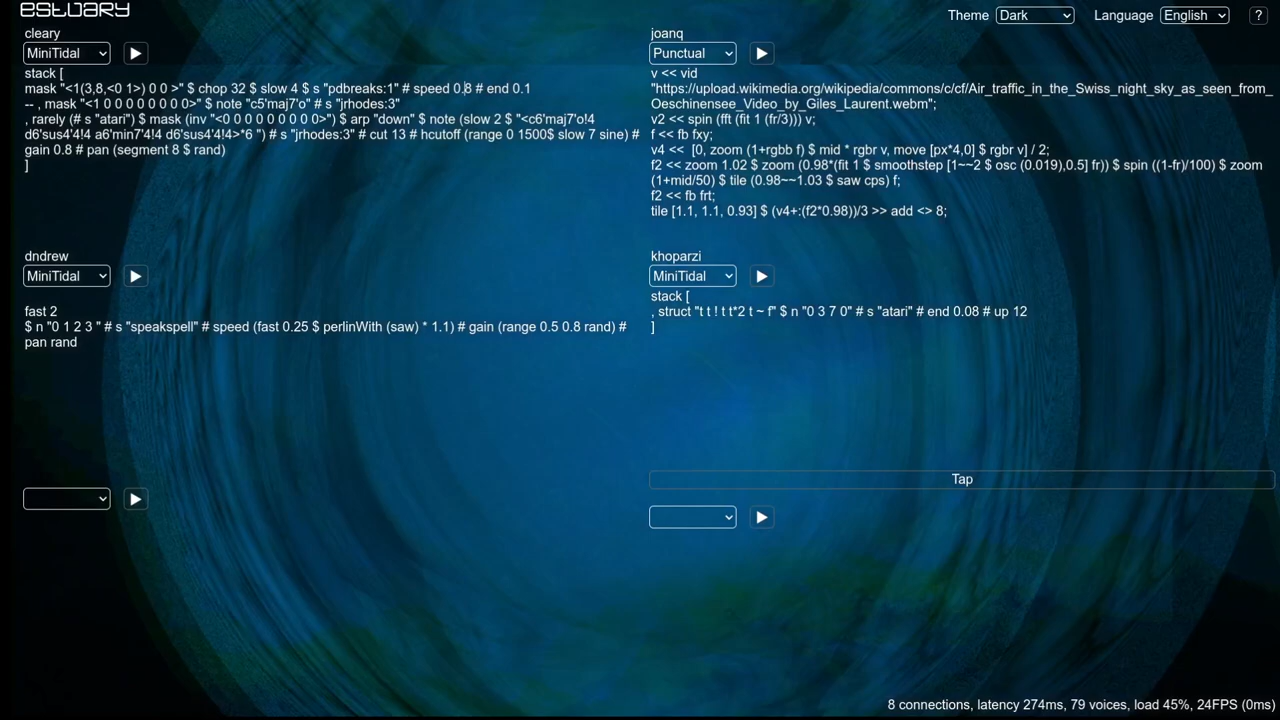 estuary
Theme Dark Language English ?
cleary
MiniTidal
stack [
mask "<1(3,8,<0 1>) 0 0 >" $ chop 32 $ slow 4 $ s "pdbreaks:1" # speed 0.8 # end 0.1
-- , mask "<1 0 0 0 0 0 0 0 0>" $ note "c5'maj7'o" # s "jrhodes:3"
, rarely (# s "atari") $ mask (inv "<0 0 0 0 0 0 0 0 0>") $ arp "down" $ note (slow 2 $ "<c6'maj7'o!4
d6'sus4'4!4 a6'min7'4!4 d6'sus4'4!4>*6 ") # s "jrhodes:3" # cut 13 # hcutoff (range 0 1500$ slow 7 sine) #
gain 0.8 # pan (segment 8 $ rand)
]
joanq
Punctual
v << vid
"https://upload.wikimedia.org/wikipedia/commons/c/cf/Air_traffic_in_the_Swiss_night_sky_as_seen_from_
Oeschinensee_Video_by_Giles_Laurent.webm";
v2 << spin (fft (fit 1 (fr/3))) v;
f << fb fxy;
v4 <<  [0, zoom (1+rgbb f) $ mid * rgbr v, move [px*4,0] $ rgbr v] / 2;
f2 << zoom 1.02 $ zoom (0.98*(fit 1 $ smoothstep [1~~2 $ osc (0.019),0.5] fr)) $ spin ((1-fr)/100) $ zoom
(1+mid/50) $ tile (0.98~~1.03 $ saw cps) f;
f2 << fb frt;
tile [1.1, 1.1, 0.93] $ (v4+:(f2*0.98))/3 >> add <> 8;
dndrew
MiniTidal
fast 2
$ n "0 1 2 3 " # s "speakspell" # speed (fast 0.25 $ perlinWith (saw) * 1.1) # gain (range 0.5 0.8 rand) #
pan rand
khoparzi
MiniTidal
stack [
, struct "t t ! t t*2 t ~ f" $ n "0 3 7 0" # s "atari" # end 0.08 # up 12
]
Tap
8 connections, latency 274ms, 79 voices, load 45%, 24FPS (0ms)